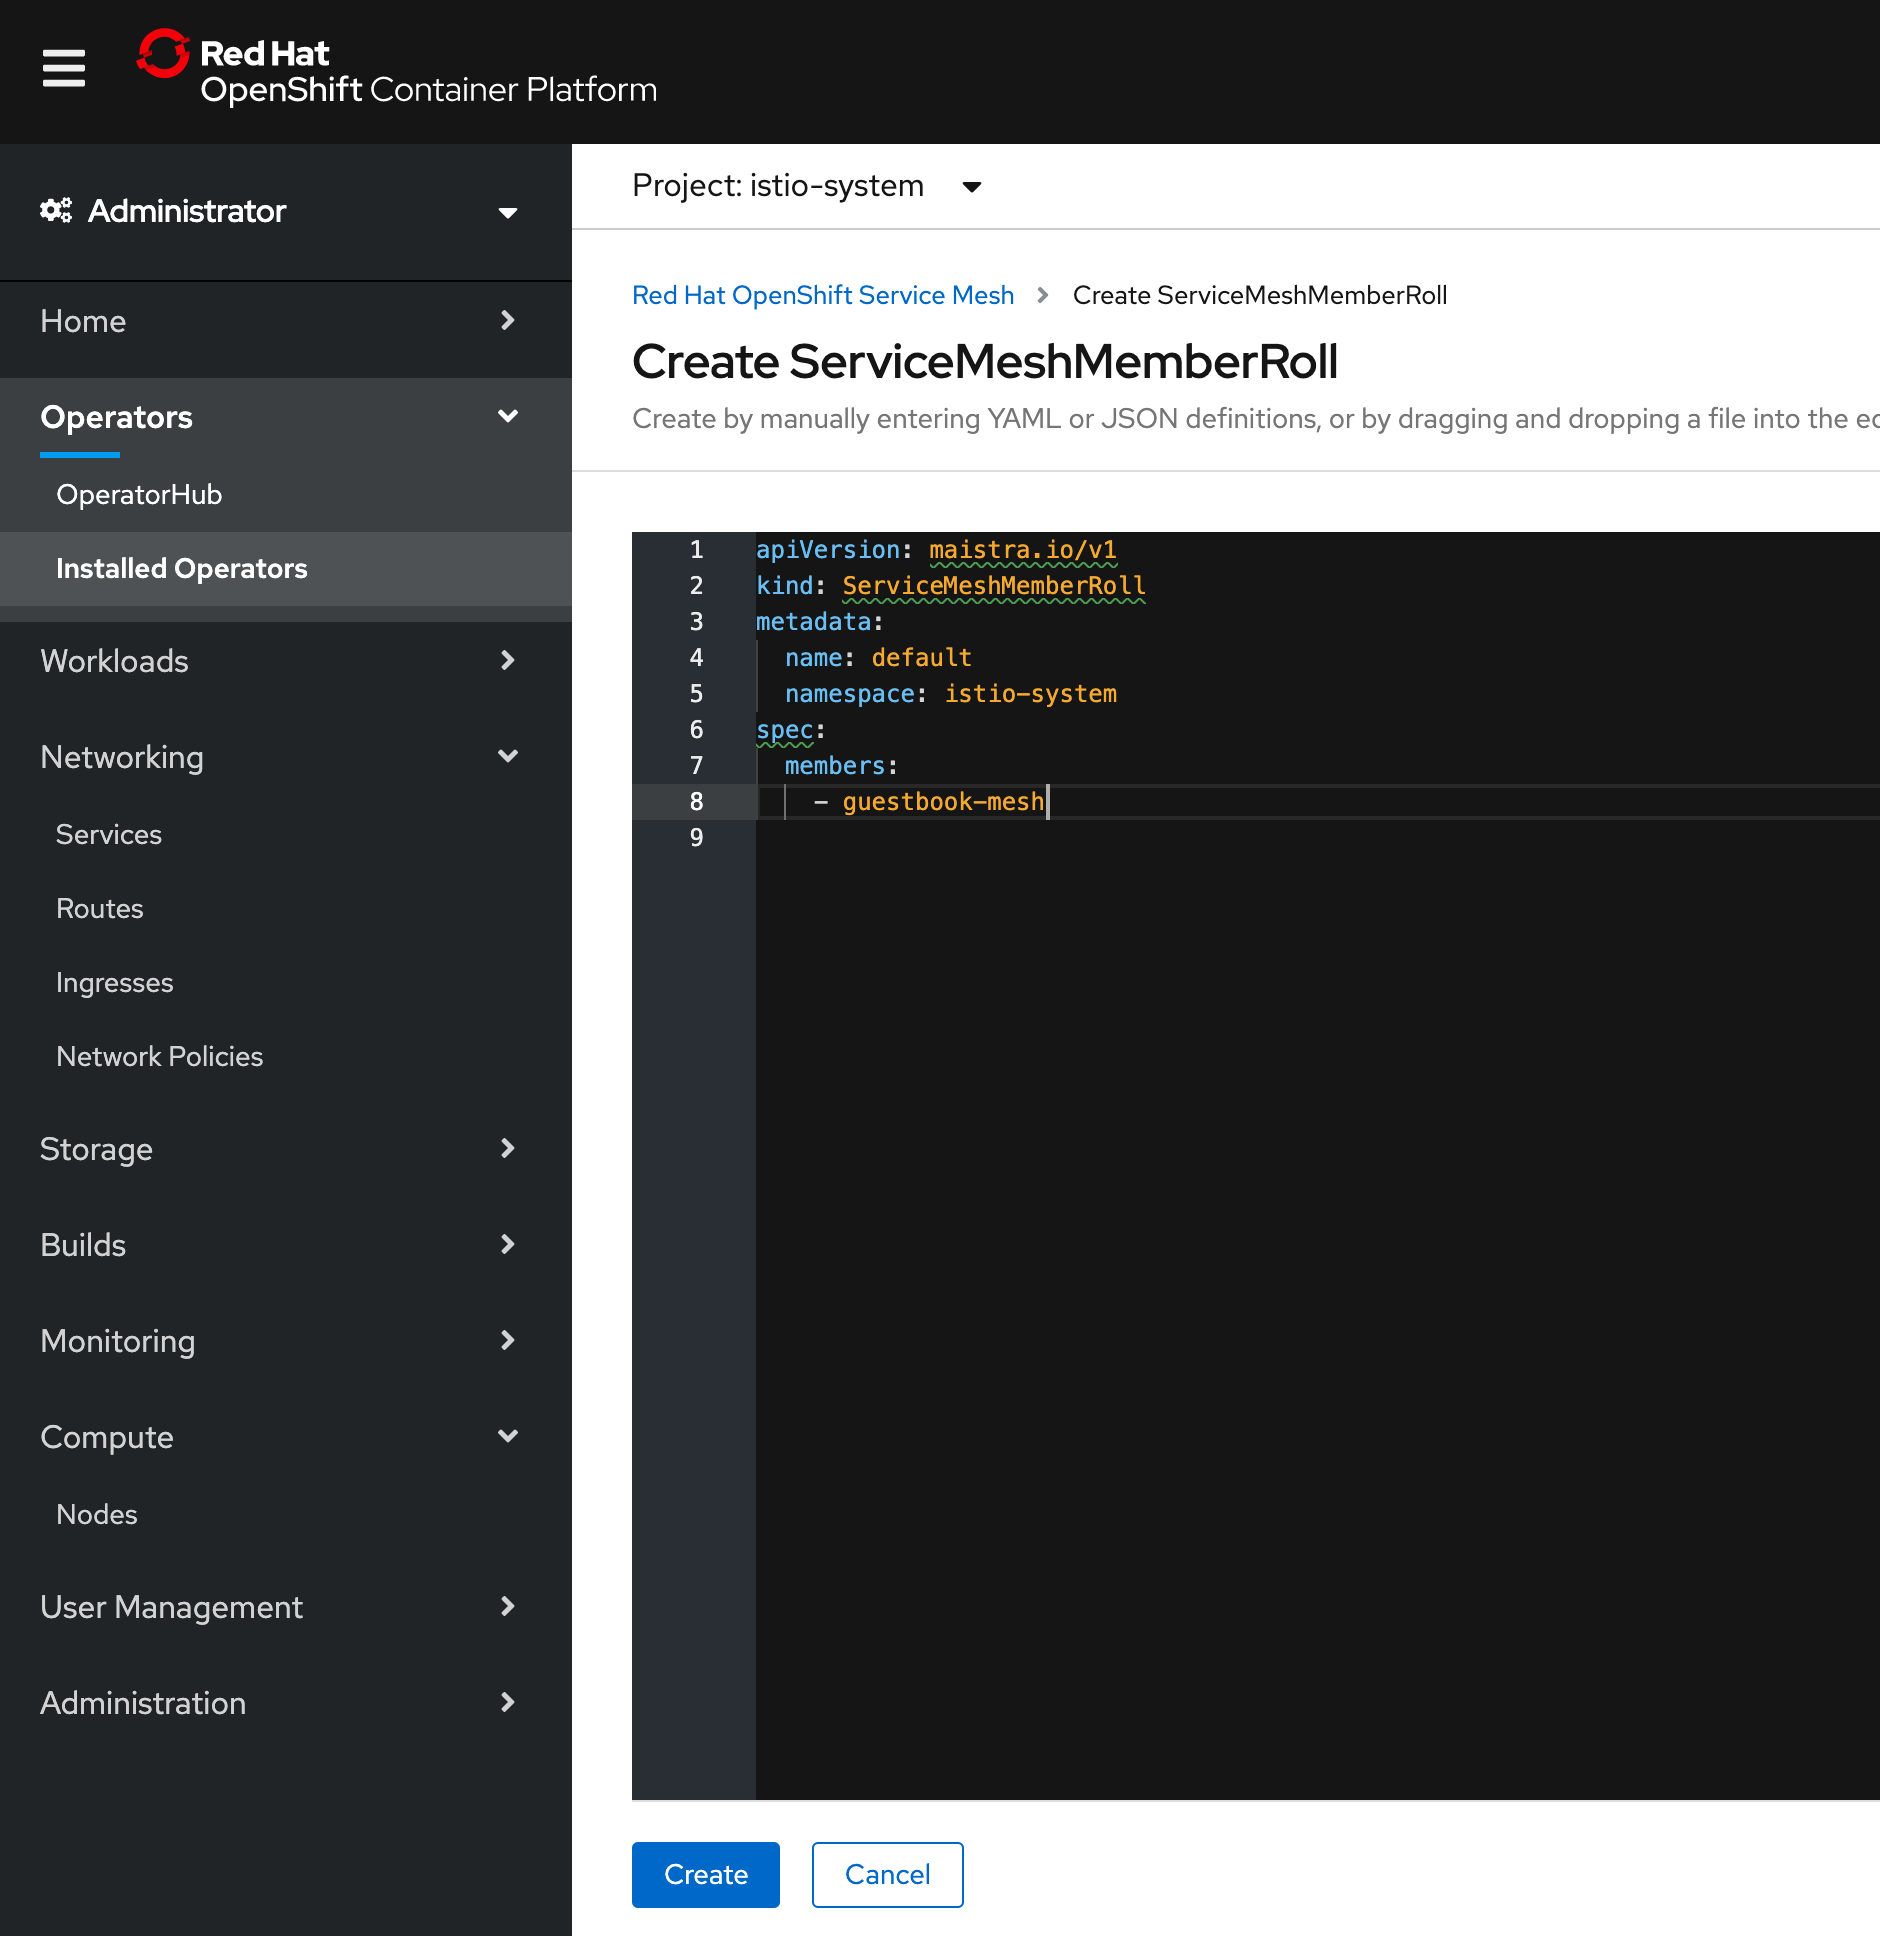 Red Hat
OpenShift Container Platform
Administrator
Home
Operators
OperatorHub
Installed Operators
Workloads
Networking
Services
Routes
Ingresses
Network Policies
Storage
Builds
Monitoring
Compute
Nodes
User Management
Administration
Project: istio-system
Red Hat OpenShift Service Mesh > Create ServiceMeshMemberRoll
Create ServiceMeshMemberRoll
Create by manually entering YAML or JSON definitions, or by dragging and dropping a file into the
1 apiVersion: maistra.io/v1
2 kind: ServiceMeshMemberRoll
3 metadata:
4   name: default
5   namespace: istio-system
6 spec:
7   members:
8     - guestbook-mesh
9
Create Cancel